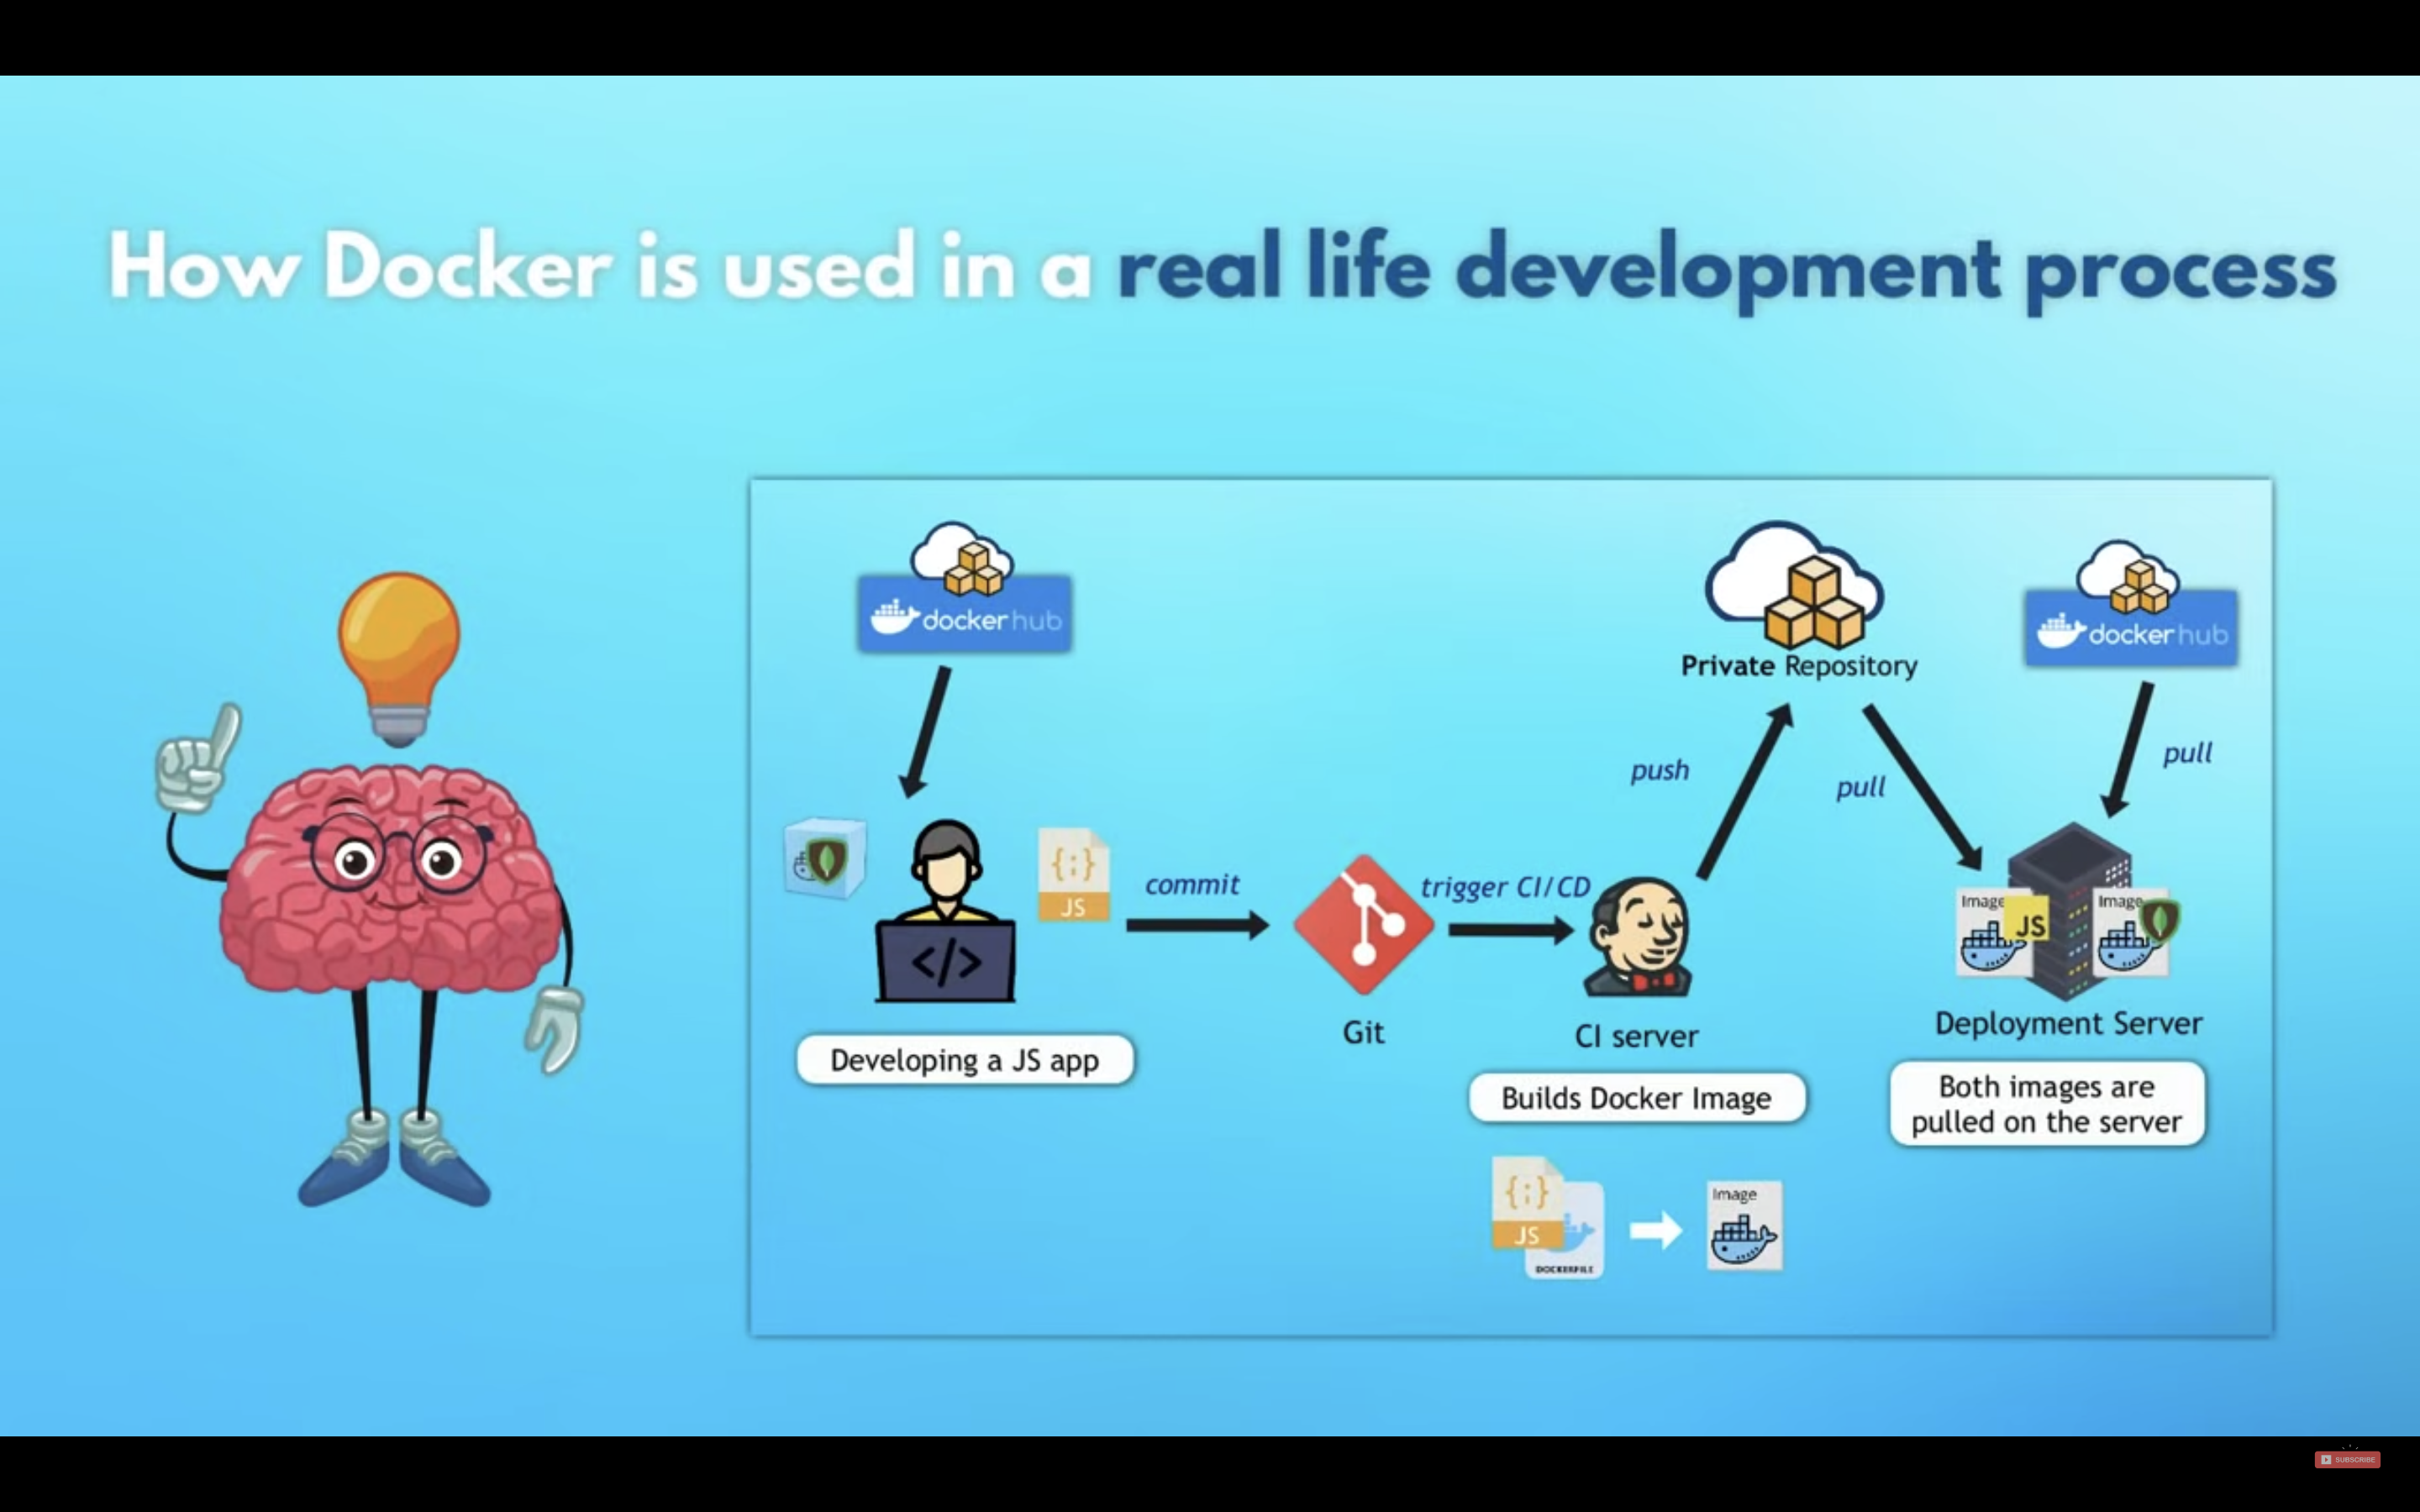 How Docker is used in a real life development process
docker hub
Private Repository
docker hub
push
pull
pull
JS
commit
trigger CI/CD
Image
JS
Image
</>
Git
CI server
Deployment Server
Developing a JS app
Builds Docker Image
Both images are
pulled on the server
{;}
JS
DOCKERFILE
Image
SUBSCRIBE